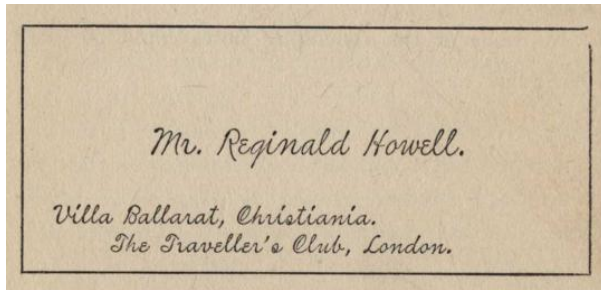 Mr. Reginald Howell.
Villa Ballarat, Christiania.
The Traveller's Club, London.